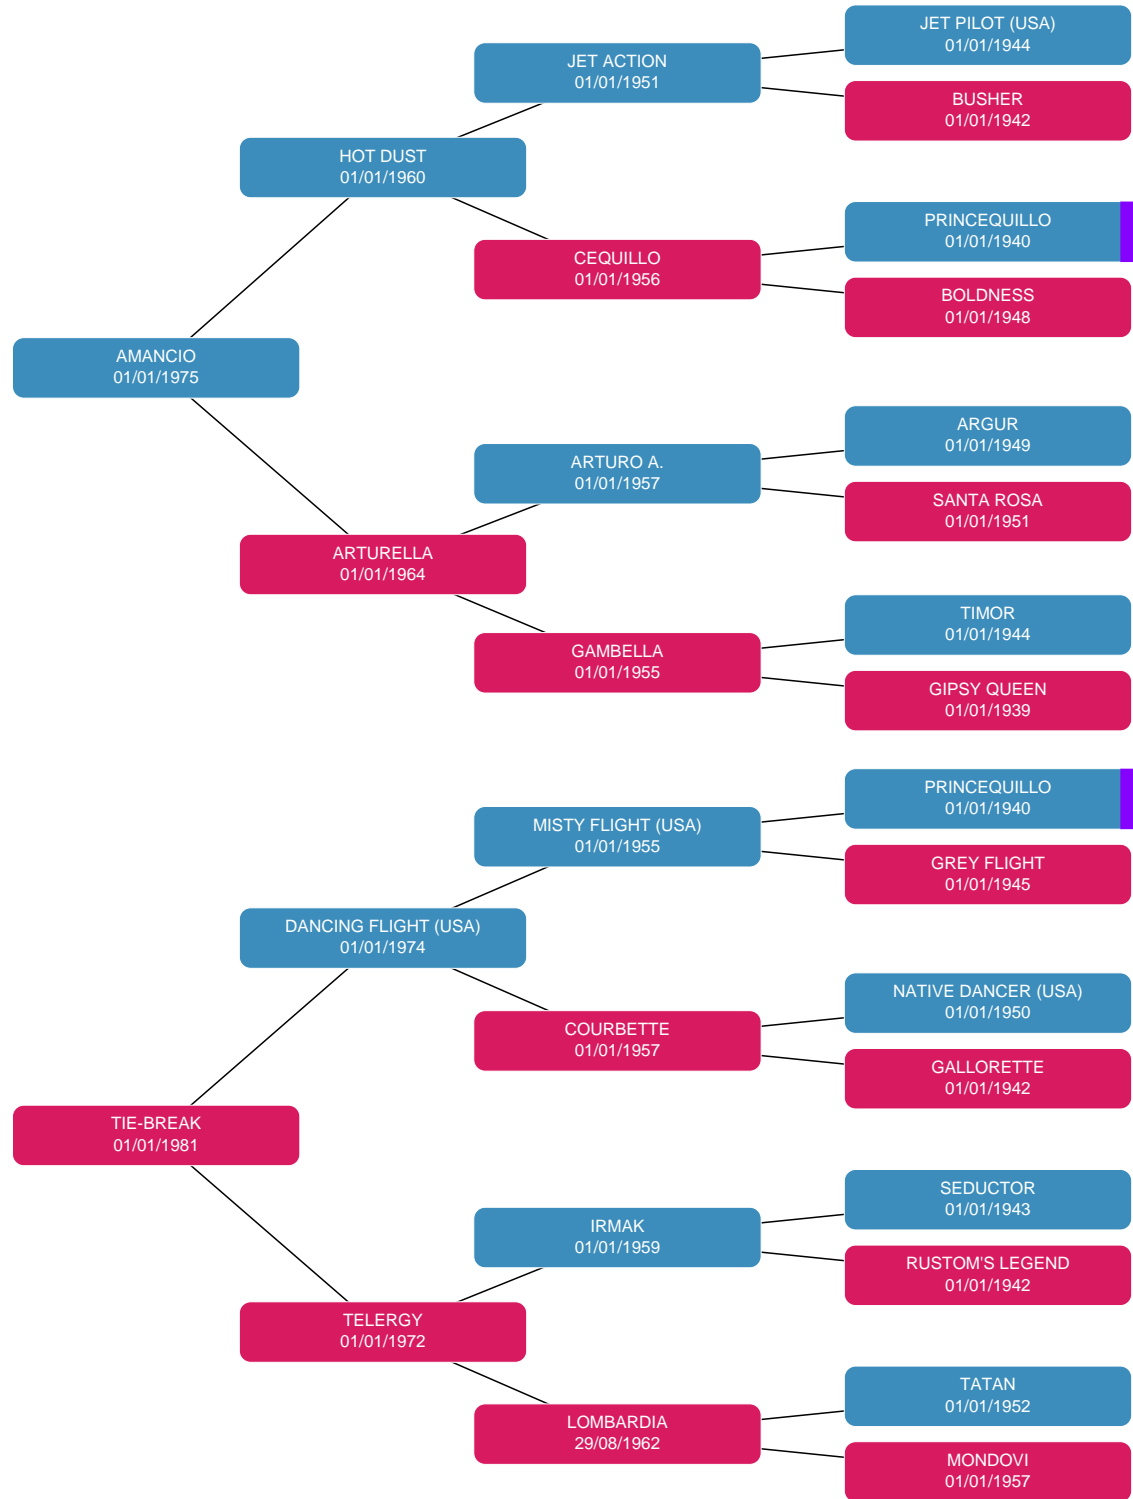 JET PILOT (USA)
01/01/1944
JET ACTION
01/01/1951
BUSHER
01/01/1942
HOT DUST
01/01/1960
PRINCEQUILLO
01/01/1940
CEQUILLO
01/01/1956
BOLDNESS
01/01/1948
AMANCIO
01/01/1975
ARGUR
01/01/1949
ARTURO A.
01/01/1957
SANTA ROSA
01/01/1951
ARTURELLA
01/01/1964
TIMOR
01/01/1944
GAMBELLA
01/01/1955
GIPSY QUEEN
01/01/1939
PRINCEQUILLO
01/01/1940
MISTY FLIGHT (USA)
01/01/1955
GREY FLIGHT
01/01/1945
DANCING FLIGHT (USA)
01/01/1974
NATIVE DANCER (USA)
01/01/1950
COURBETTE
01/01/1957
GALLORETTE
01/01/1942
TIE-BREAK
01/01/1981
SEDUCTOR
01/01/1943
IRMAK
01/01/1959
RUSTOM'S LEGEND
01/01/1942
TELERGY
01/01/1972
TATAN
01/01/1952
LOMBARDIA
29/08/1962
MONDOVI
01/01/1957